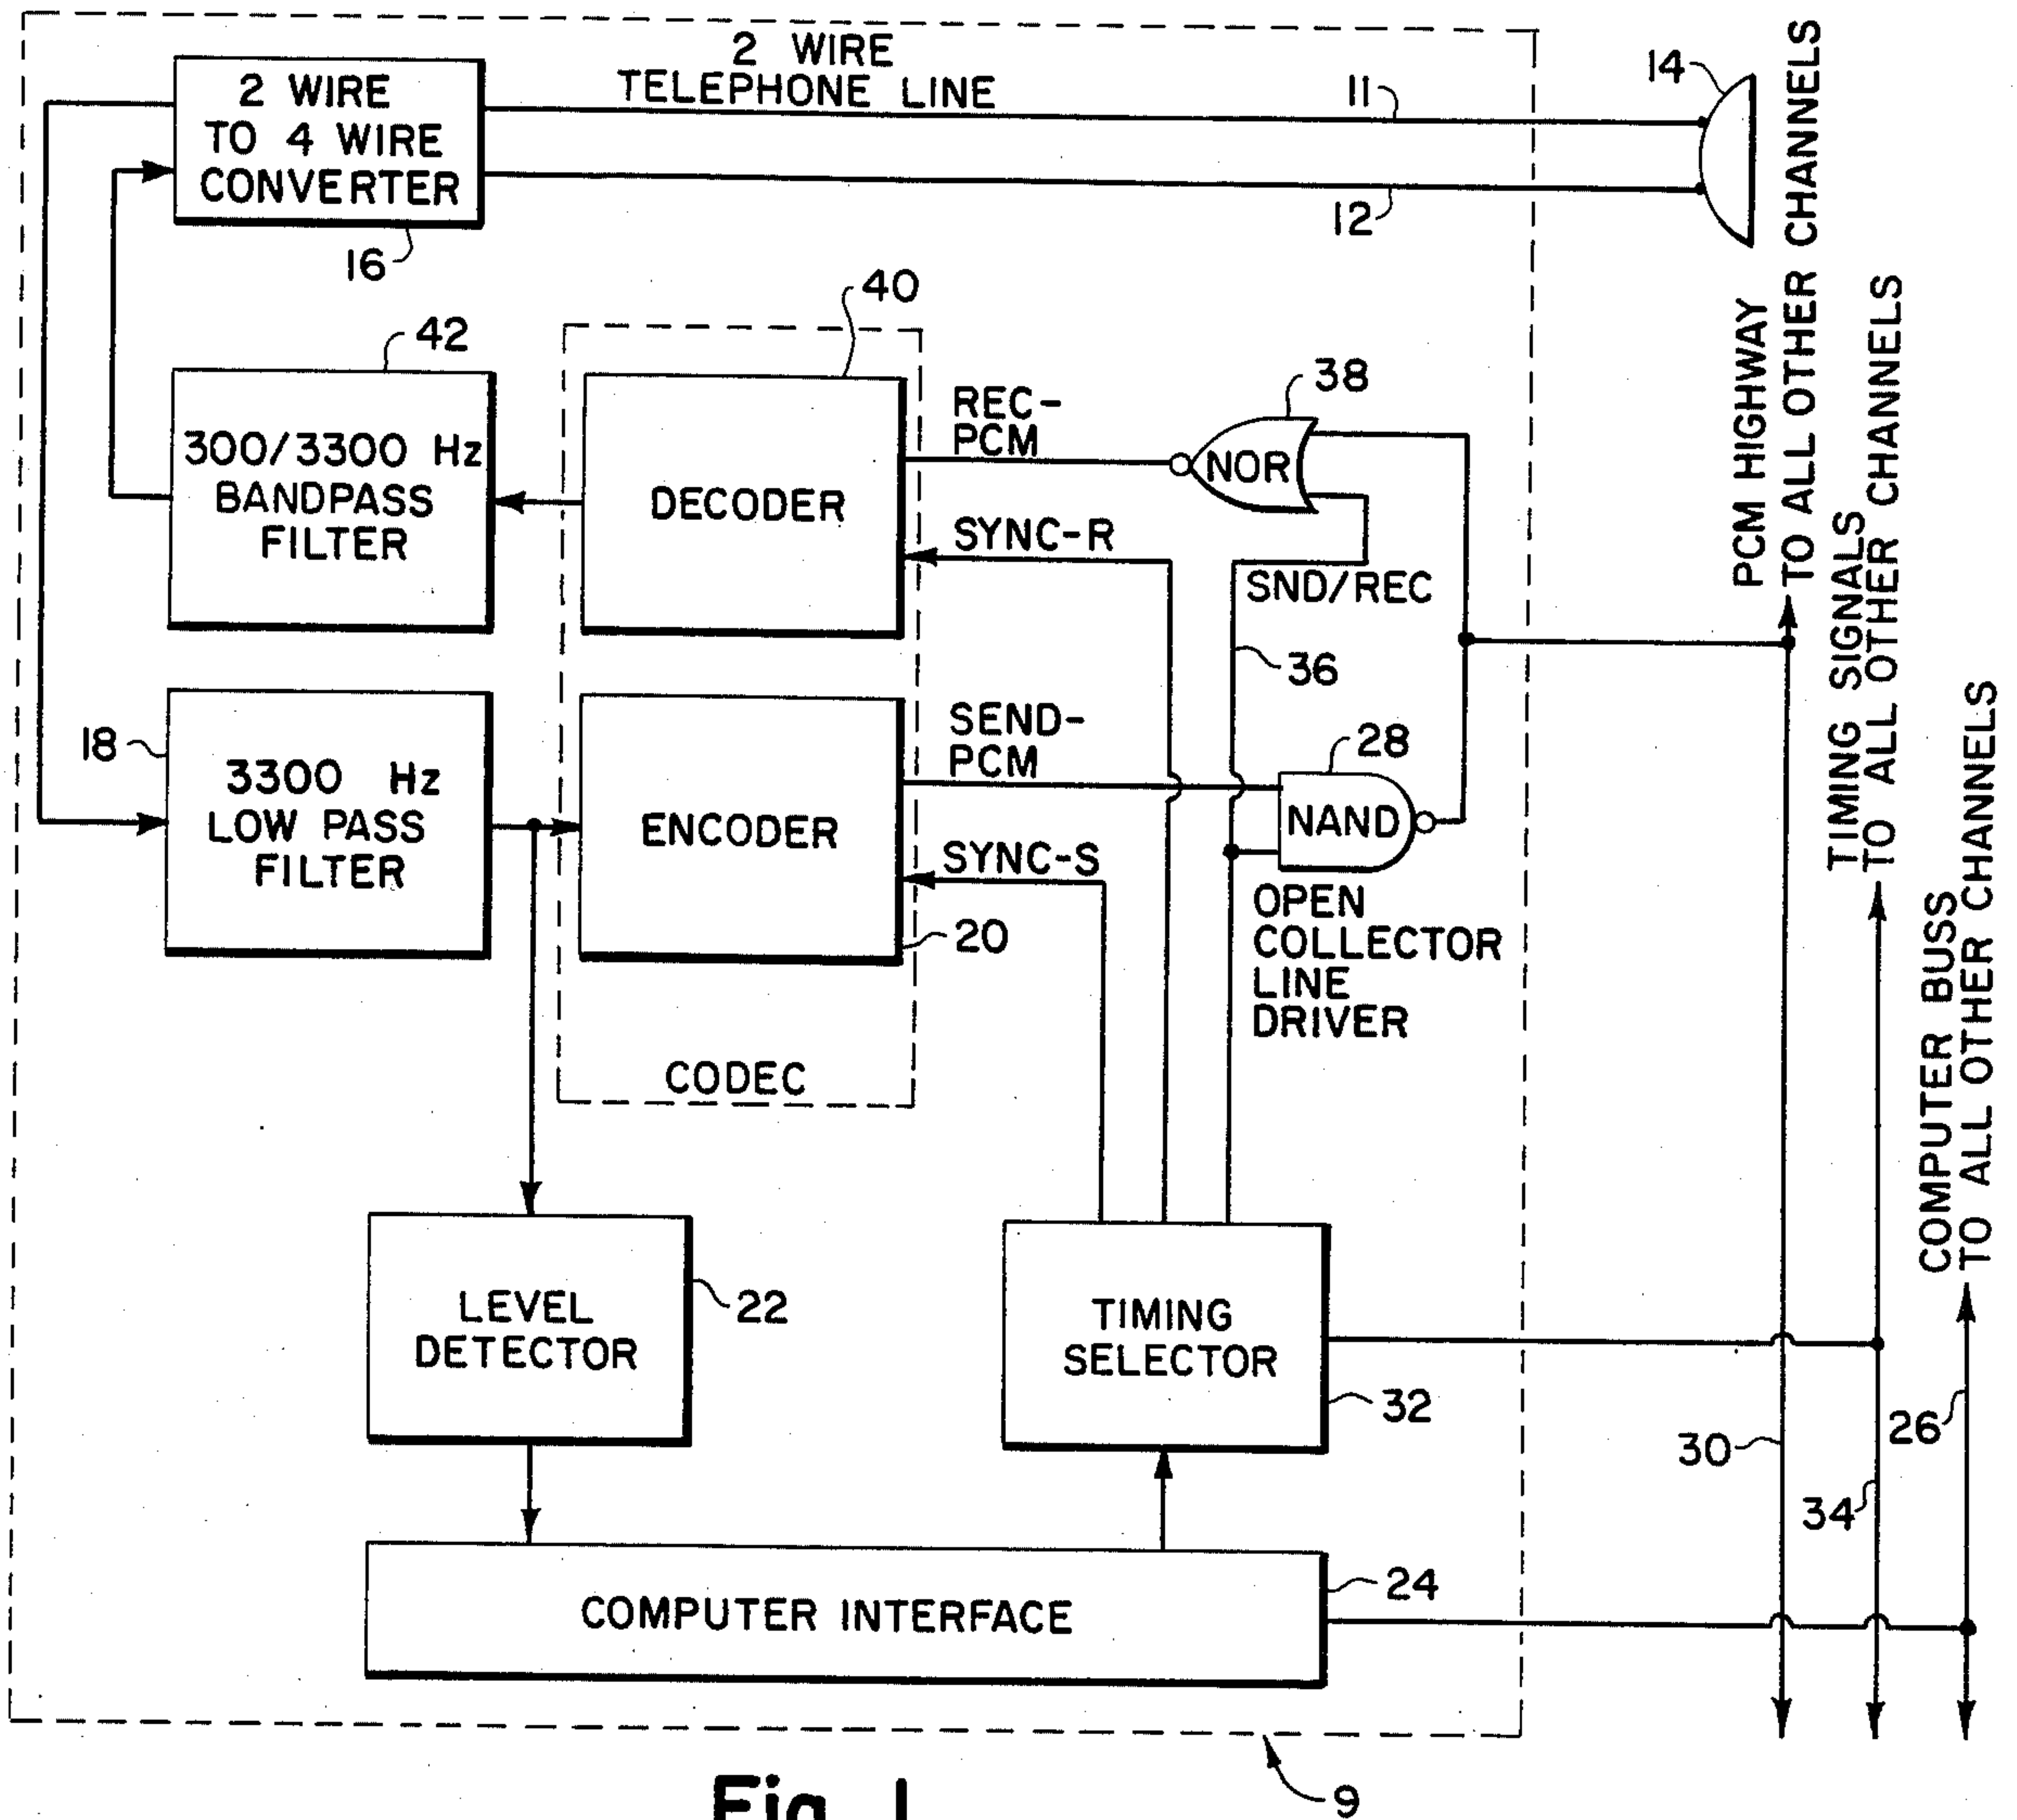 2 WIRE
TELEPHONE LINE
2 WIRE
TO 4 WIRE
CONVERTER
16
11
12
14
42
300/3300 Hz
BANDPASS
FILTER
40
DECODER
REC-
PCM
SYNC-R
38
NOR
SND/REC
36
18
3300 Hz
LOW PASS
FILTER
ENCODER
20
SEND-
PCM
SYNC-S
28
NAND
OPEN
COLLECTOR
LINE
DRIVER
CODEC
LEVEL
DETECTOR
22
TIMING
SELECTOR
32
COMPUTER INTERFACE
24
PCM HIGHWAY
TO ALL OTHER CHANNELS
TIMING SIGNALS
TO ALL OTHER CHANNELS
COMPUTER BUSS
TO ALL OTHER CHANNELS
30
34
26
9
Fig. 1